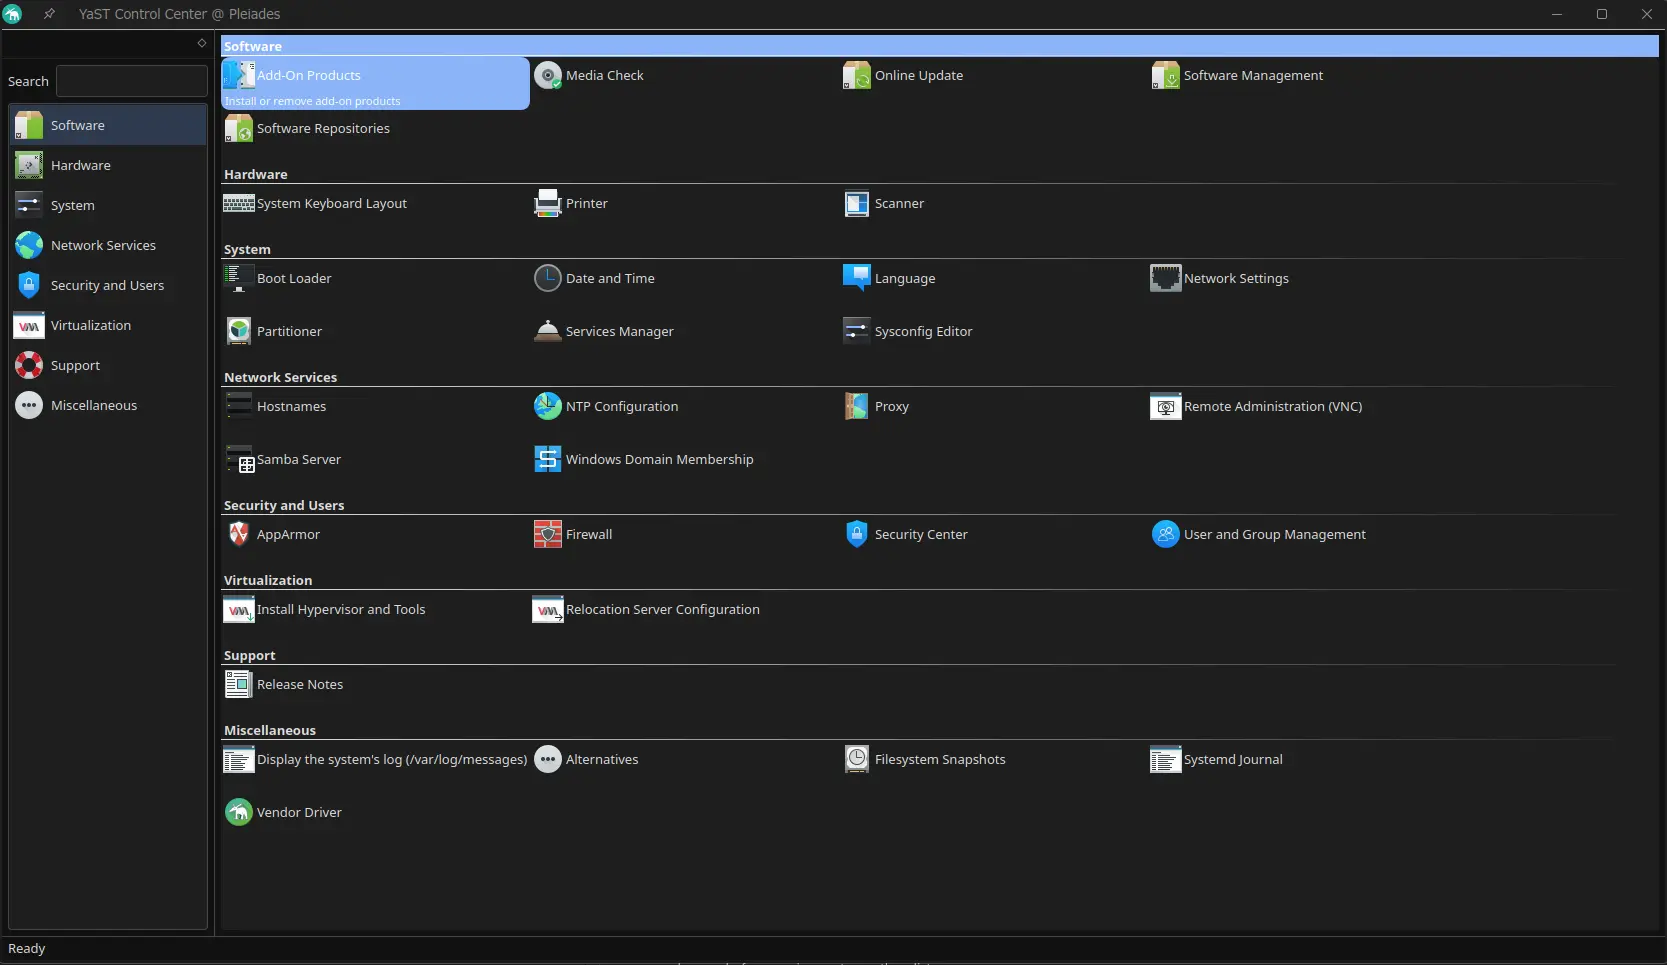 YaST Control Center @ Pleiades
Search
Software
Hardware
System
Network Services
Security and Users
Virtualization
Support
Miscellaneous
Software
Add-On Products
Install or remove add-on products
Media Check
Online Update
Software Management
Software Repositories
Hardware
System Keyboard Layout
Printer
Scanner
System
Boot Loader
Date and Time
Language
Network Settings
Partitioner
Services Manager
Sysconfig Editor
Network Services
Hostnames
NTP Configuration
Proxy
Remote Administration (VNC)
Samba Server
Windows Domain Membership
Security and Users
AppArmor
Firewall
Security Center
User and Group Management
Virtualization
Install Hypervisor and Tools
Relocation Server Configuration
Support
Release Notes
Miscellaneous
Display the system's log (/var/log/messages)
Alternatives
Filesystem Snapshots
Systemd Journal
Vendor Driver
Ready